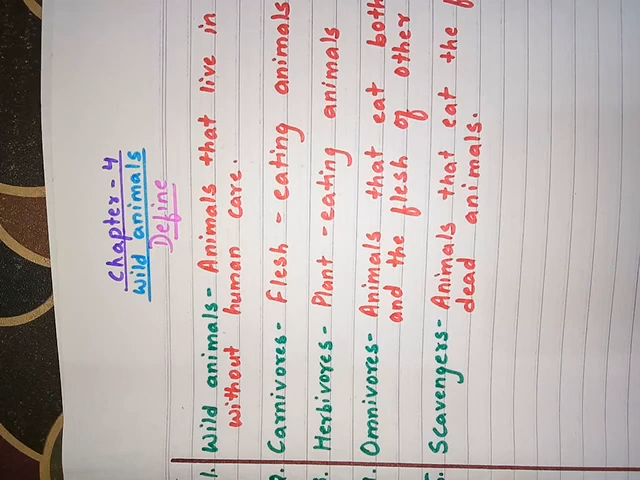 Chapter - 4
Wild animals
Define
1. Wild animals - Animals that live in
without human care.
2. Carnivores - Flesh - eating animals
3. Herbivores - Plant - eating animals
4. Omnivores - Animals that eat both
and the flesh of other
5. Scavengers - Animals that eat the
dead animals.